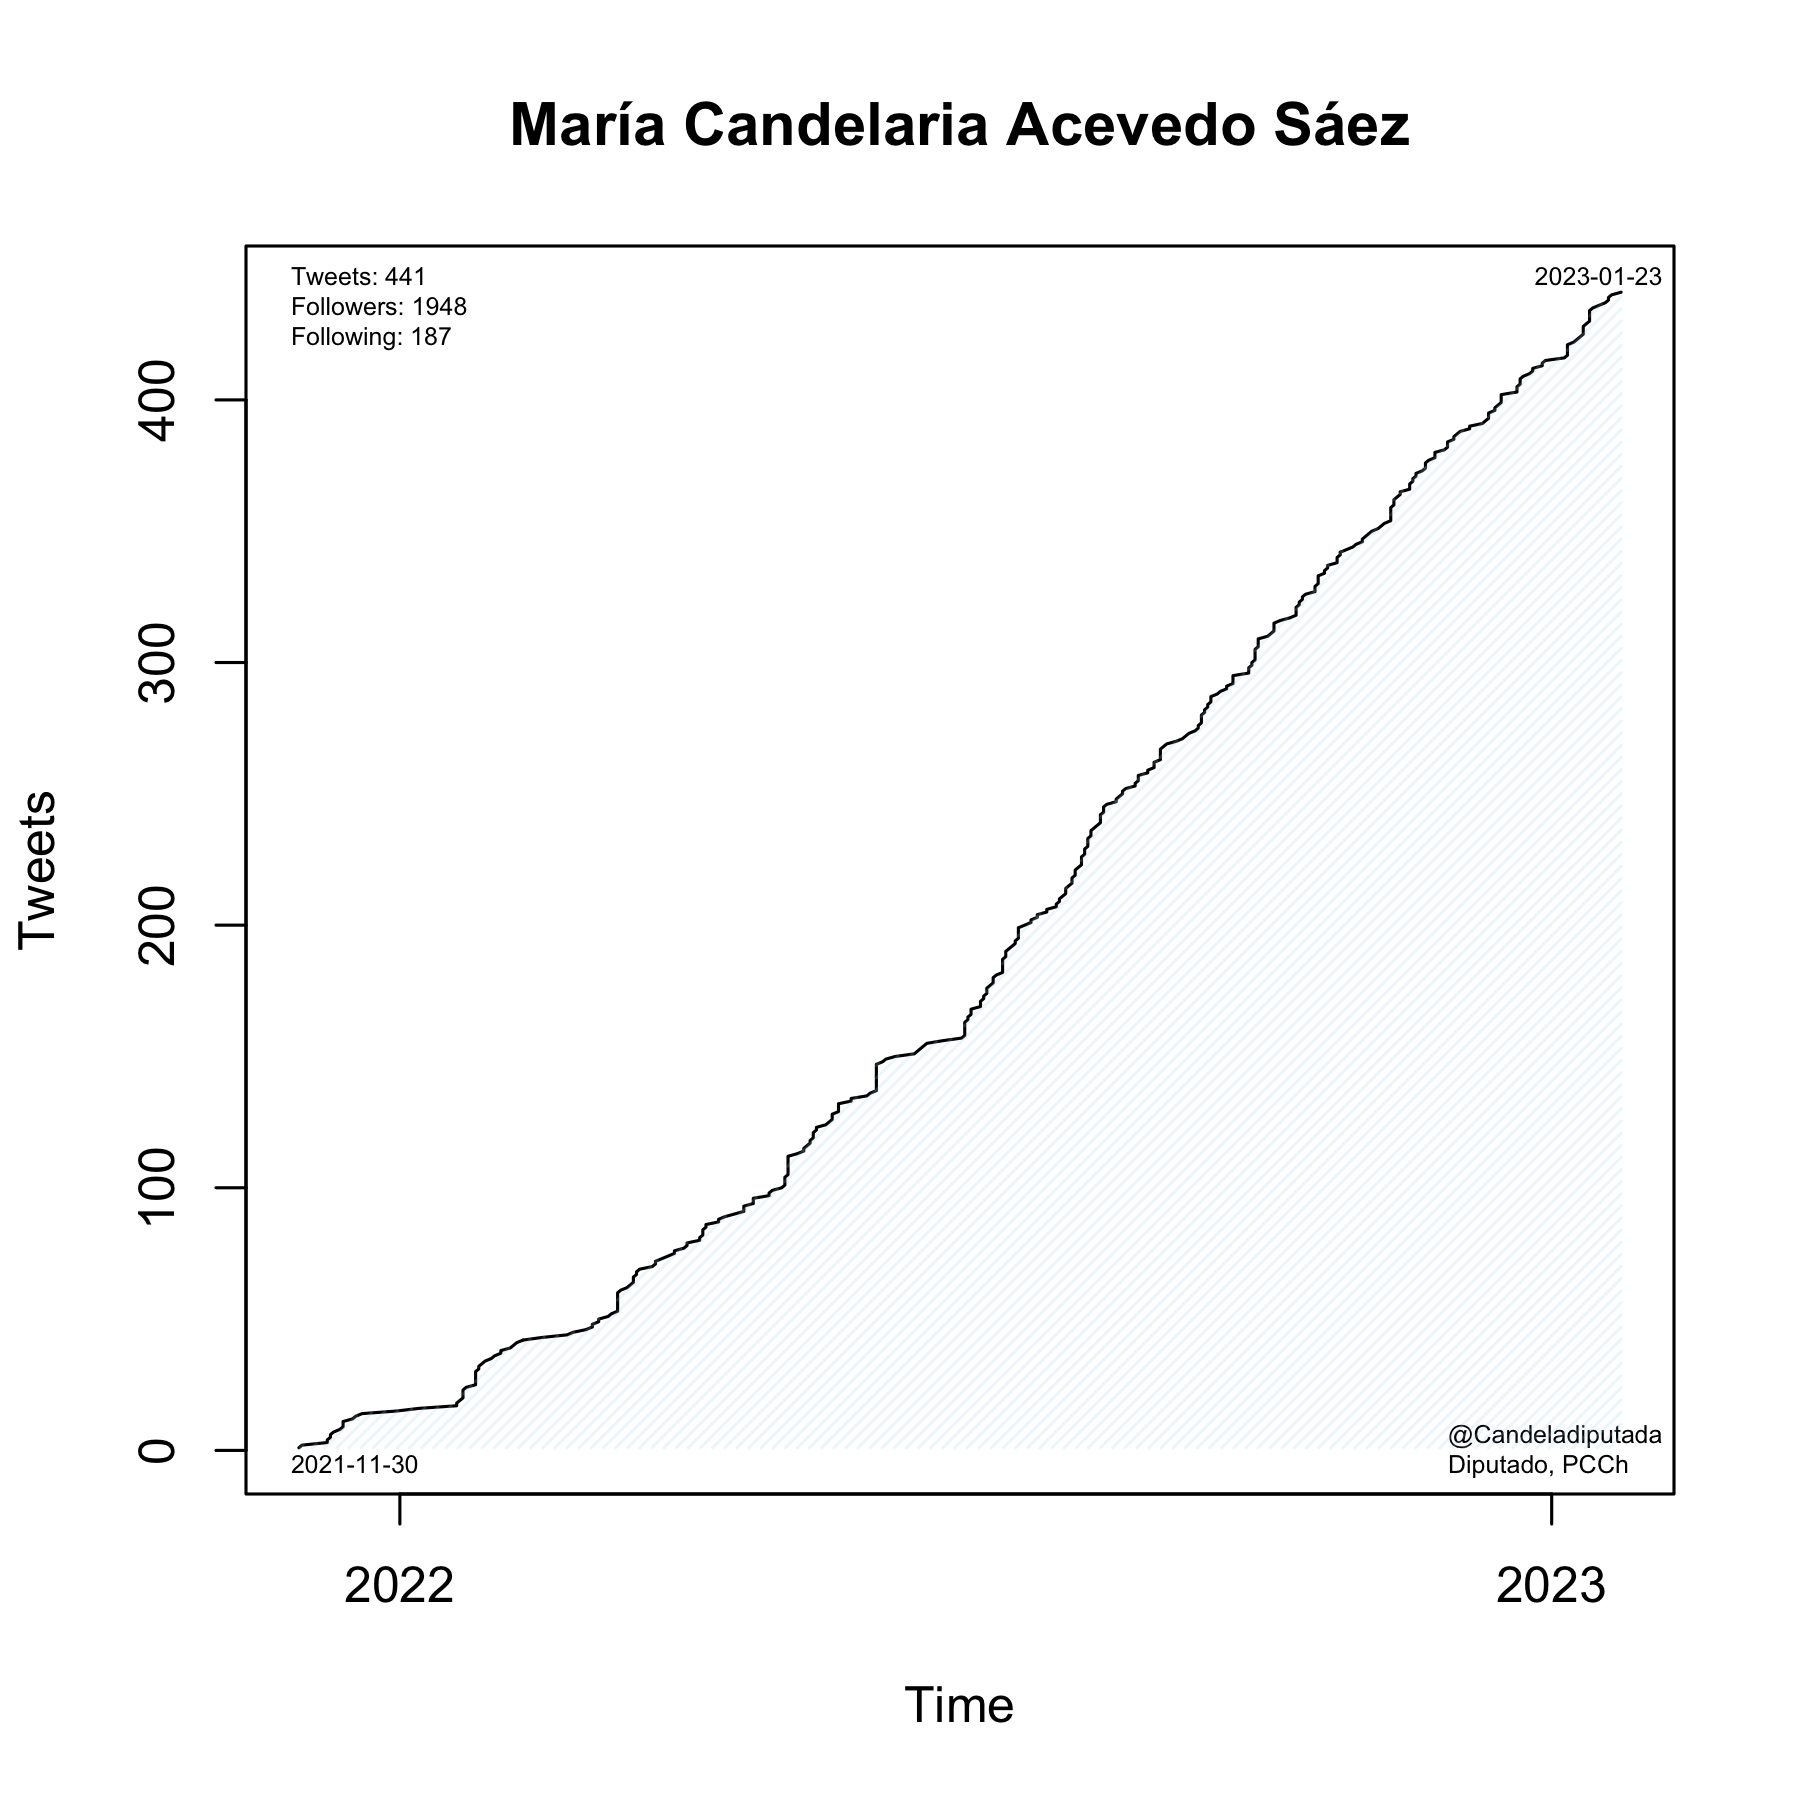 María Candelaria Acevedo Sáez
Tweets: 441
Followers: 1948
Following: 187
2023-01-23
400
300
200
100
0
Tweets
2021-11-30
@Candeladiputada
Diputado, PCCh
2022
2023
Time